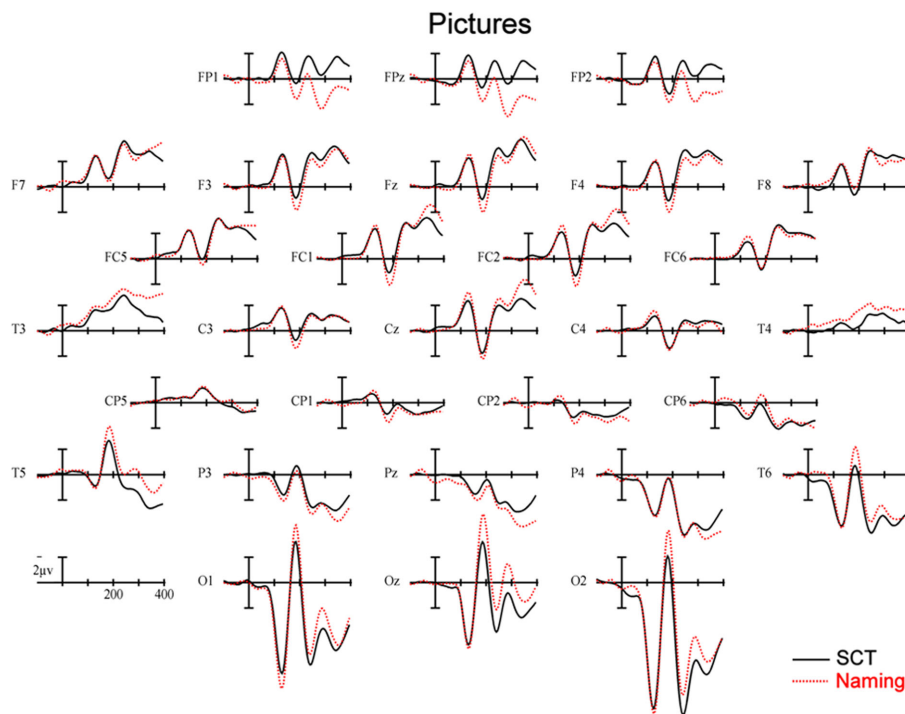 Pictures
FP1 FPz FP2
F7 F3 Fz F4 F8
FC5 FC1 FC2 FC6
T3 C3 Cz C4 T4
CP5 CP1 CP2 CP6
T5 P3 Pz P4 T6
2μv O1 Oz O2
200 400
SCT
Naming